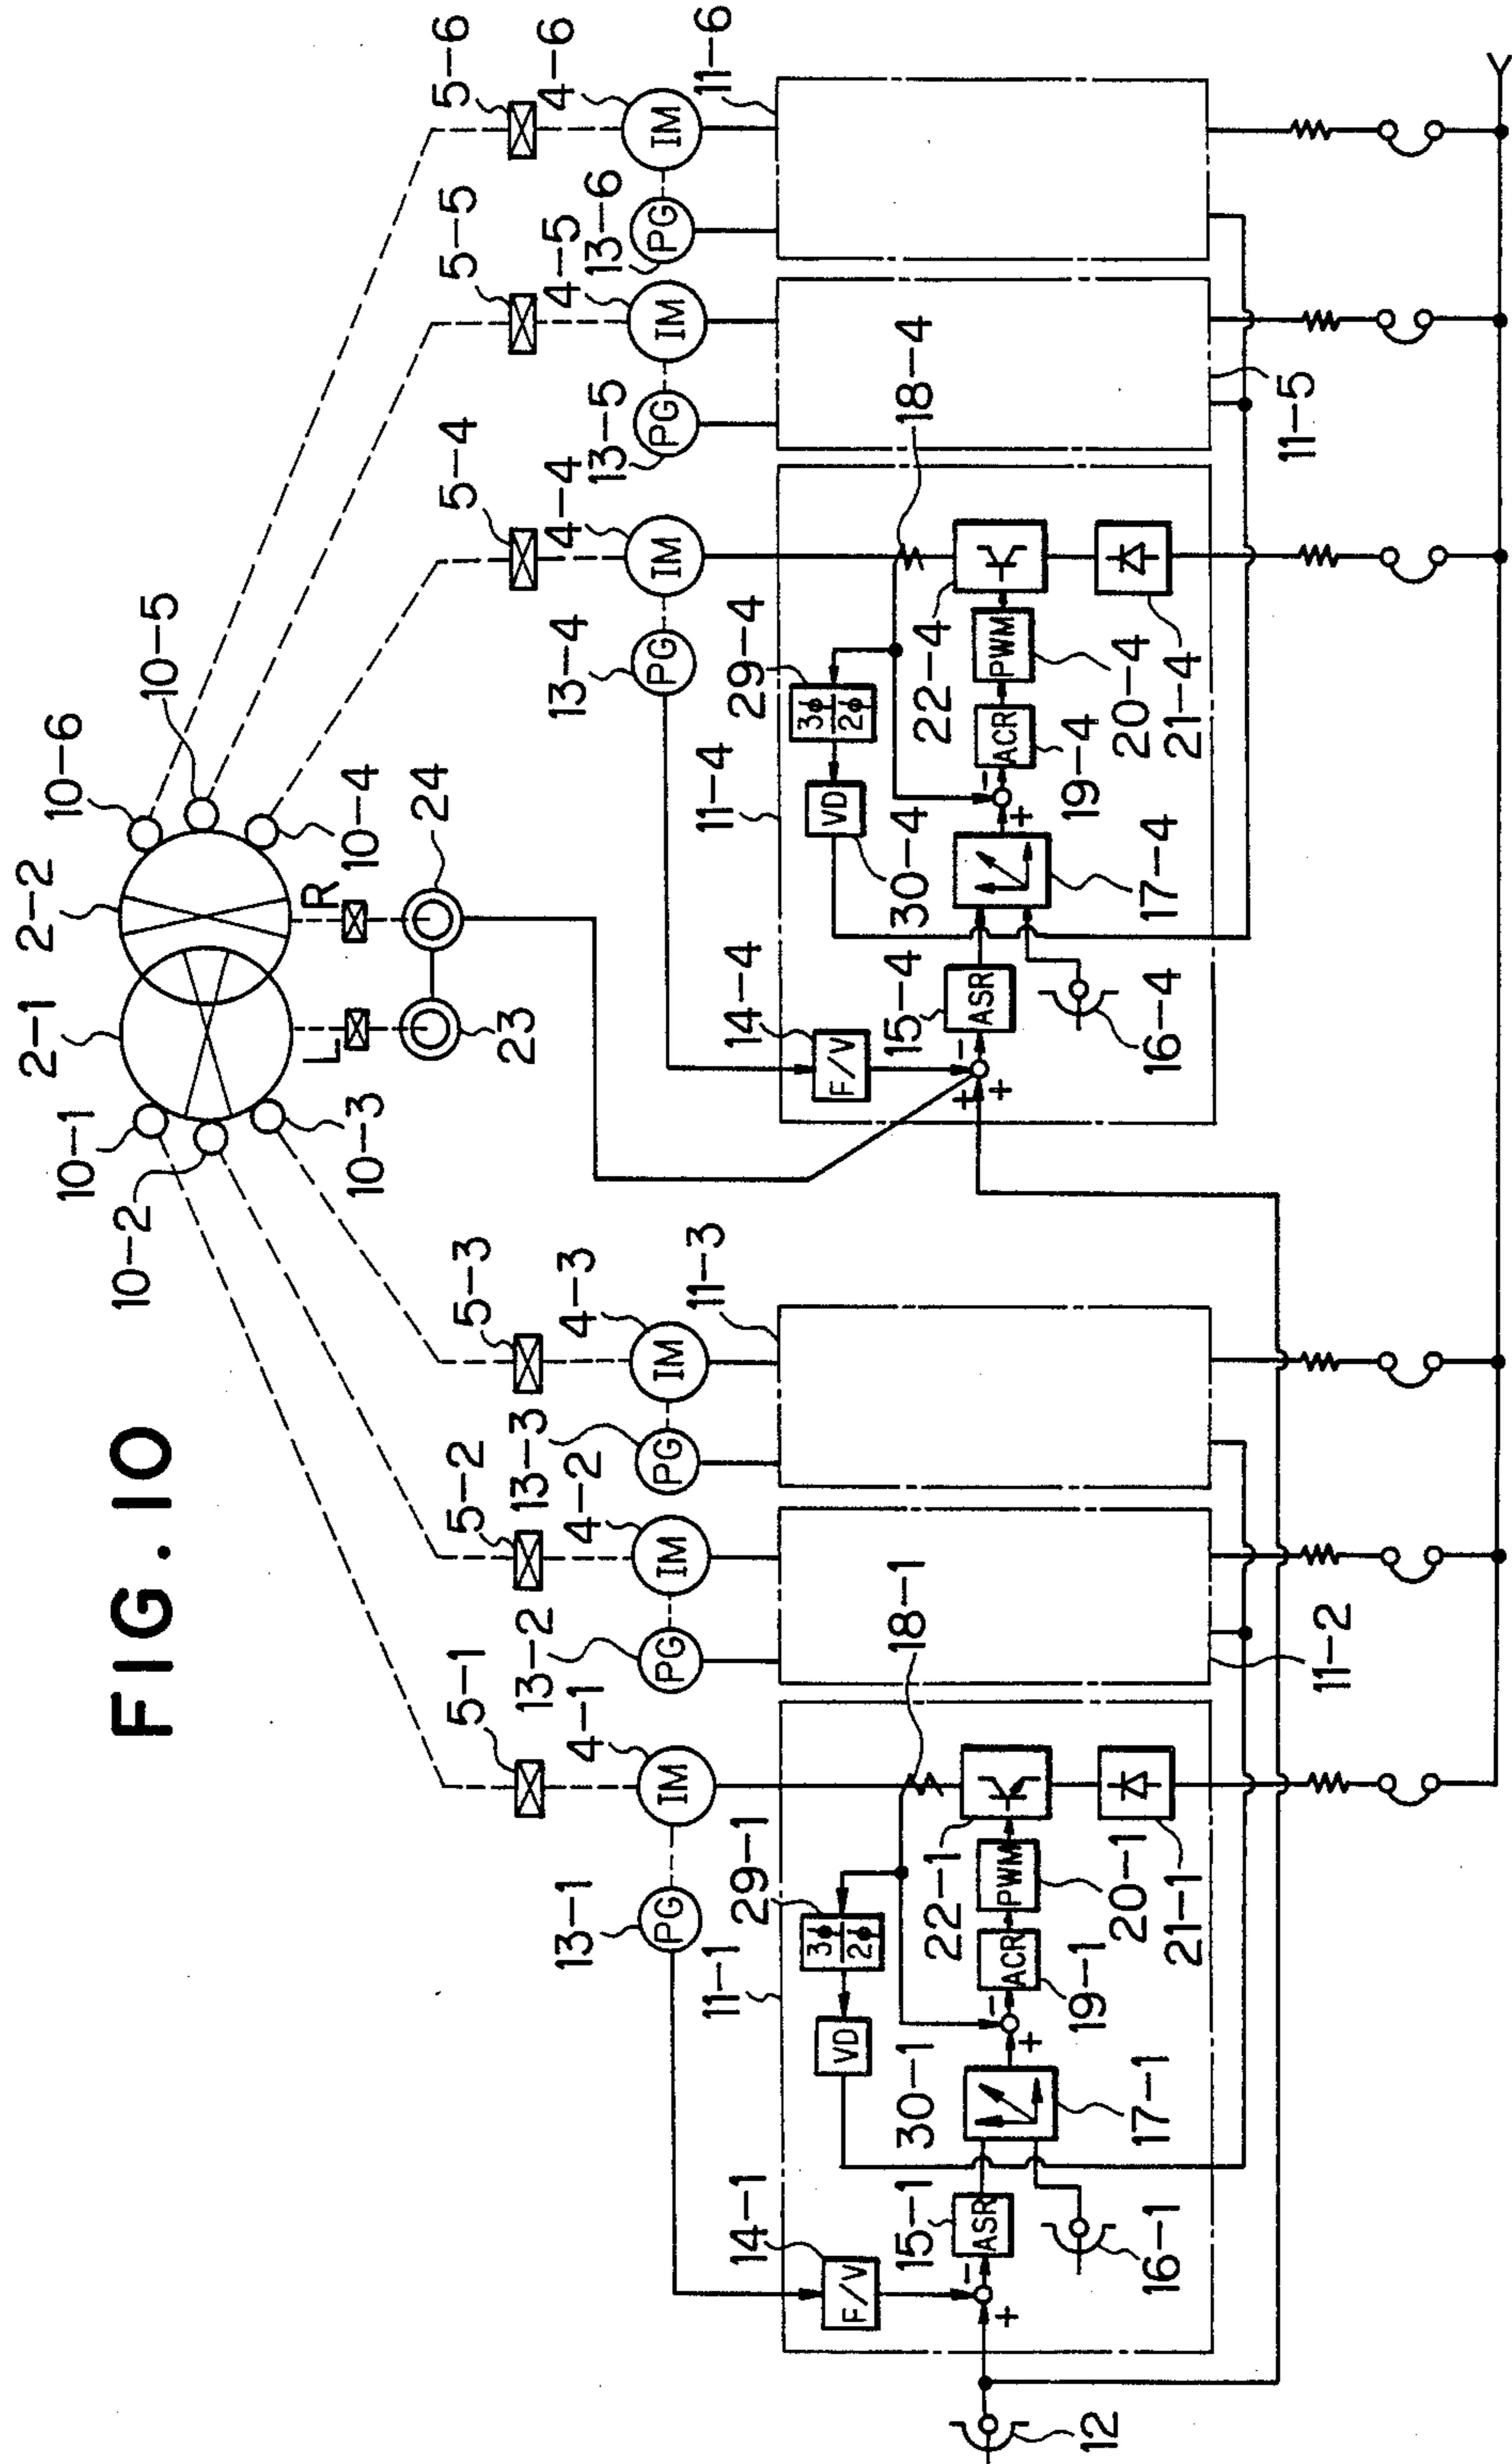 FIG. 10
2-1
2-2
10-1
10-2
10-3
10-4
10-5
10-6
L
R
23
24
5-1
5-2
5-3
5-4
5-5
5-6
4-1
4-2
4-3
4-4
4-5
4-6
IM
IM
IM
IM
IM
IM
13-1
13-2
13-3
13-4
13-5
13-6
PG
PG
PG
PG
PG
PG
11-1
11-2
11-3
11-4
11-5
11-6
12
14-1
F/V
15-1
ASR
16-1
17-1
18-1
19-1
ACR
20-1
PWM
21-1
22-1
29-1
3ϕ
2ϕ
30-1
VD
+
-
+
-
14-4
F/V
15-4
ASR
16-4
17-4
18-4
19-4
ACR
20-4
PWM
21-4
22-4
29-4
3ϕ
2ϕ
30-4
VD
+
+
-
+
-